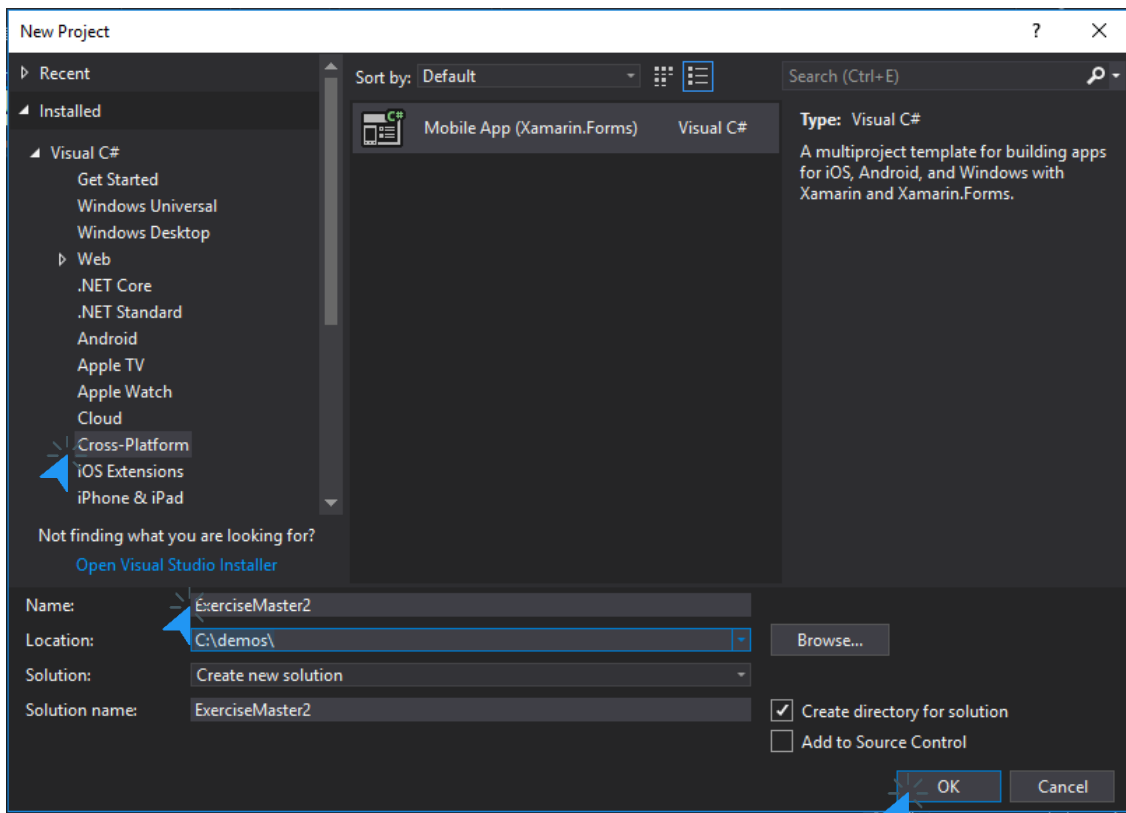 New Project
?
Recent
Installed
Visual C#
Get Started
Windows Universal
Windows Desktop
Web
.NET Core
.NET Standard
Android
Apple TV
Apple Watch
Cloud
Cross-Platform
iOS Extensions
iPhone & iPad
Not finding what you are looking for?
Open Visual Studio Installer
Sort by: Default
C#
Mobile App (Xamarin.Forms) Visual C#
Search (Ctrl+E)
Type: Visual C#
A multiproject template for building apps
for iOS, Android, and Windows with
Xamarin and Xamarin.Forms.
Name: ExerciseMaster2
Location: C:\demos\
Browse...
Solution: Create new solution
Solution name: ExerciseMaster2
Create directory for solution
Add to Source Control
OK Cancel